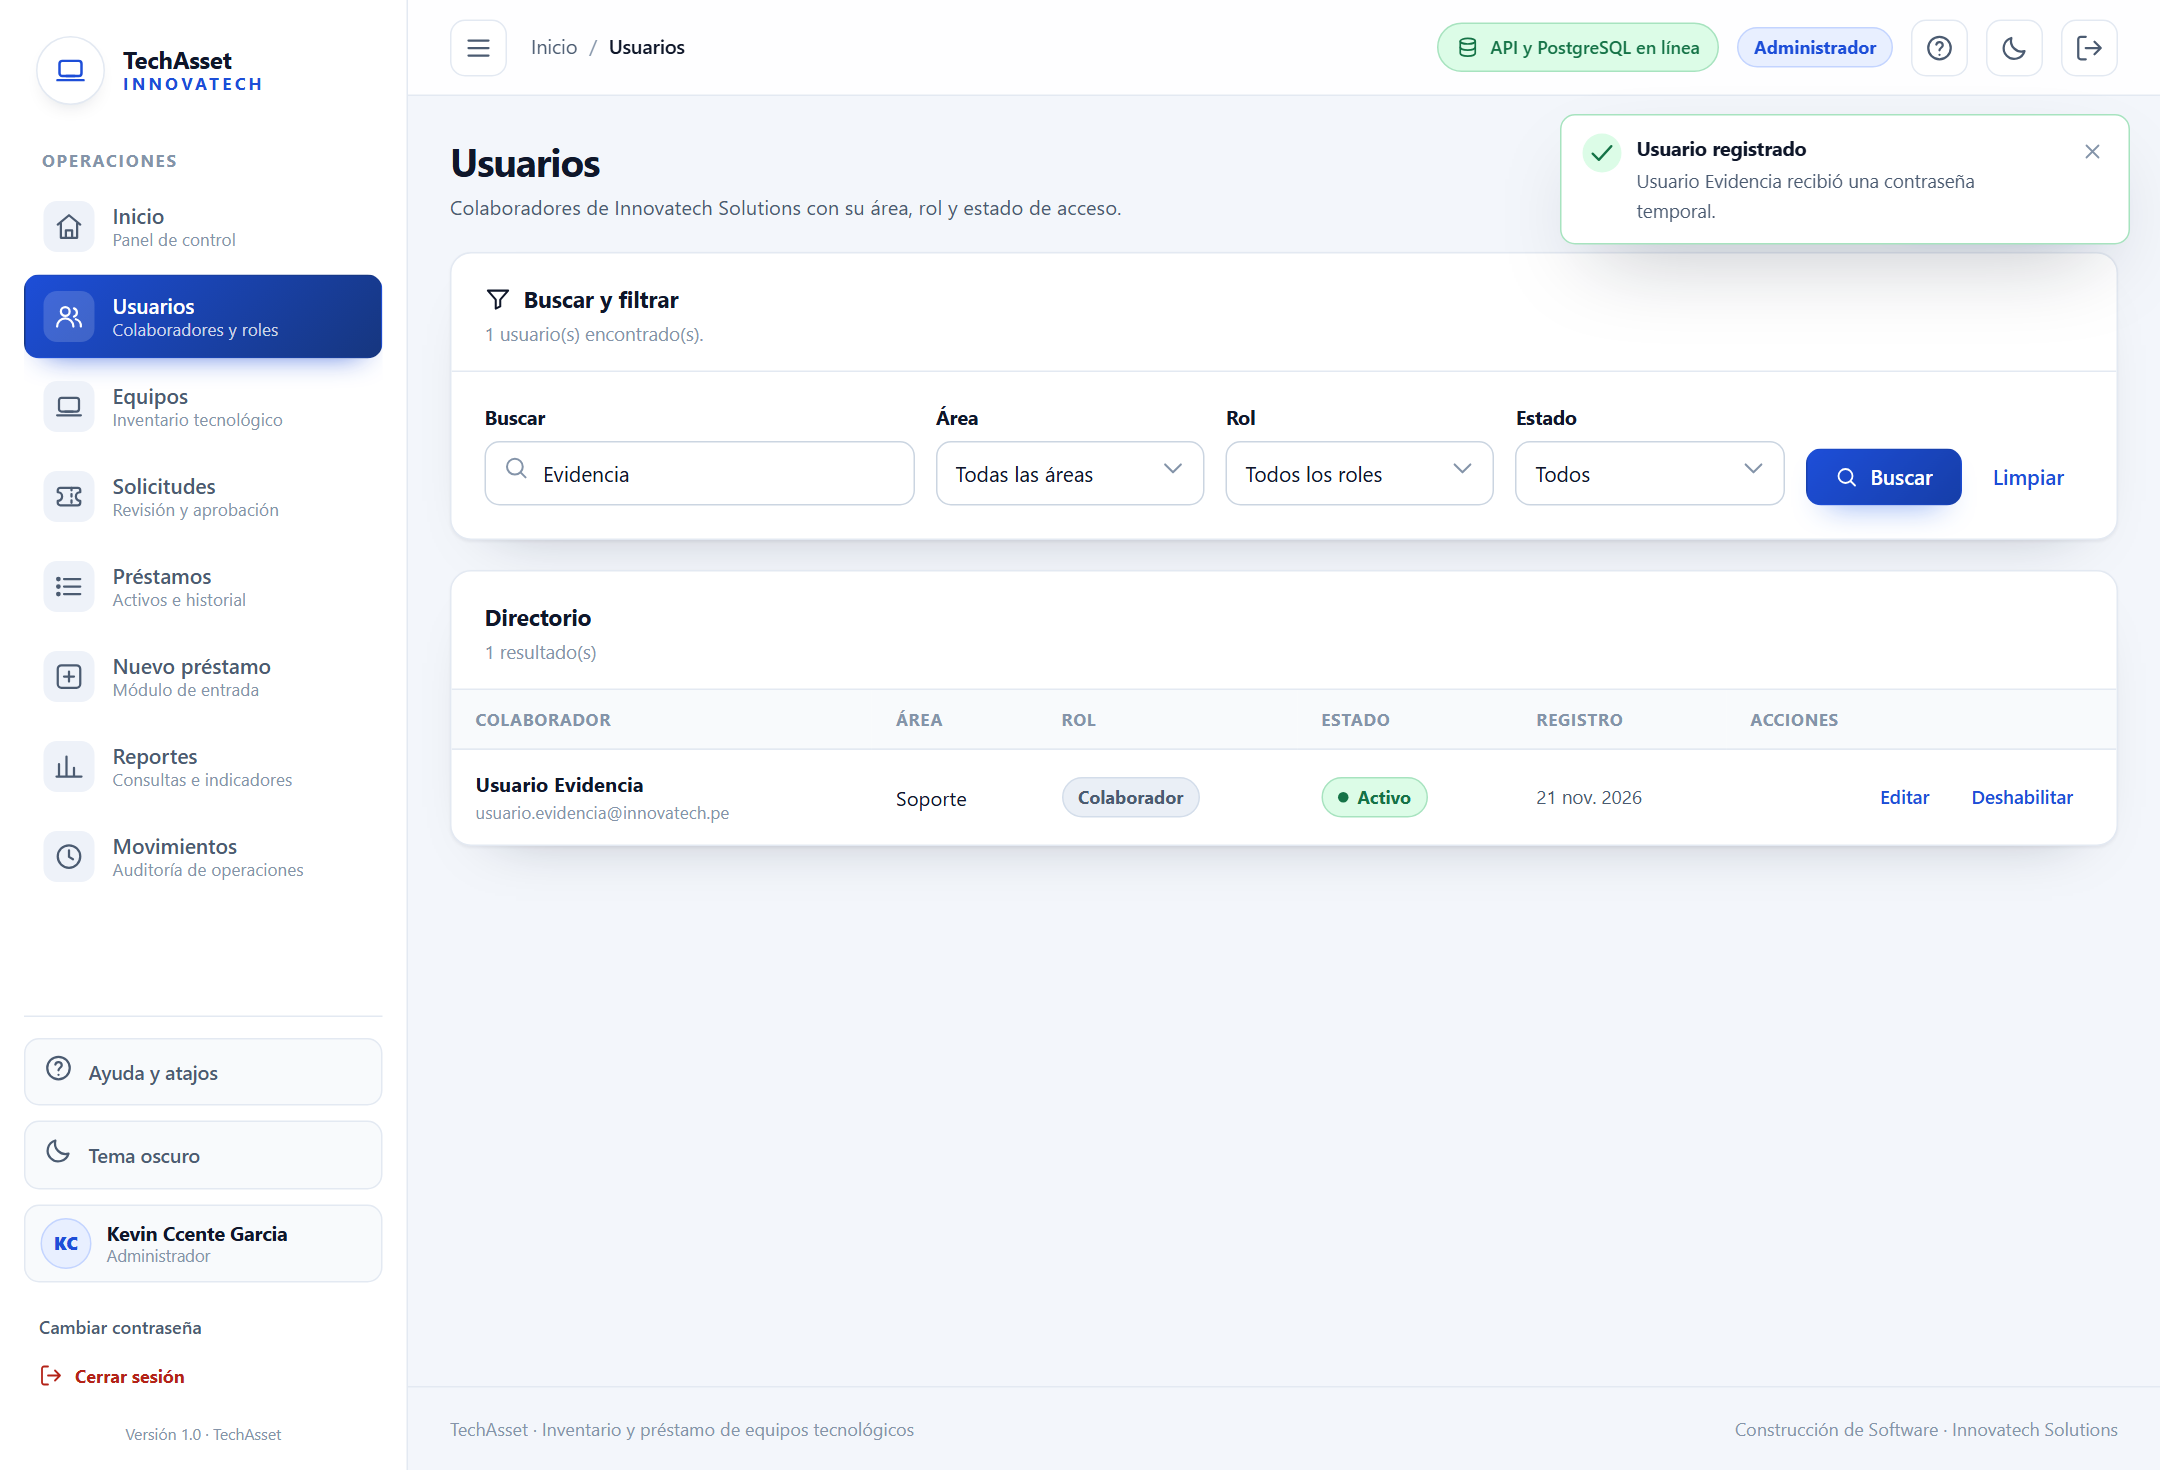 TechAsset
INNOVATECH
OPERACIONES
Inicio
Panel de control
Usuarios
Colaboradores y roles
Equipos
Inventario tecnológico
Solicitudes
Revisión y aprobación
Préstamos
Activos e historial
Nuevo préstamo
Módulo de entrada
Reportes
Consultas e indicadores
Movimientos
Auditoría de operaciones
Ayuda y atajos
Tema oscuro
KC
Kevin Ccente Garcia
Administrador
Cambiar contraseña
Cerrar sesión
Versión 1.0 · TechAsset
Inicio / Usuarios
API y PostgreSQL en línea
Administrador
Usuario registrado
Usuario Evidencia recibió una contraseña
temporal.
Usuarios
Colaboradores de Innovatech Solutions con su área, rol y estado de acceso.
Buscar y filtrar
1 usuario(s) encontrado(s).
Buscar Área Rol Estado
Evidencia Todas las áreas Todos los roles Todos Buscar Limpiar
Directorio
1 resultado(s)
COLABORADOR ÁREA ROL ESTADO REGISTRO ACCIONES
Usuario Evidencia
usuario.evidencia@innovatech.pe
Soporte Colaborador Activo 21 nov. 2026 Editar Deshabilitar
TechAsset · Inventario y préstamo de equipos tecnológicos
Construcción de Software · Innovatech Solutions